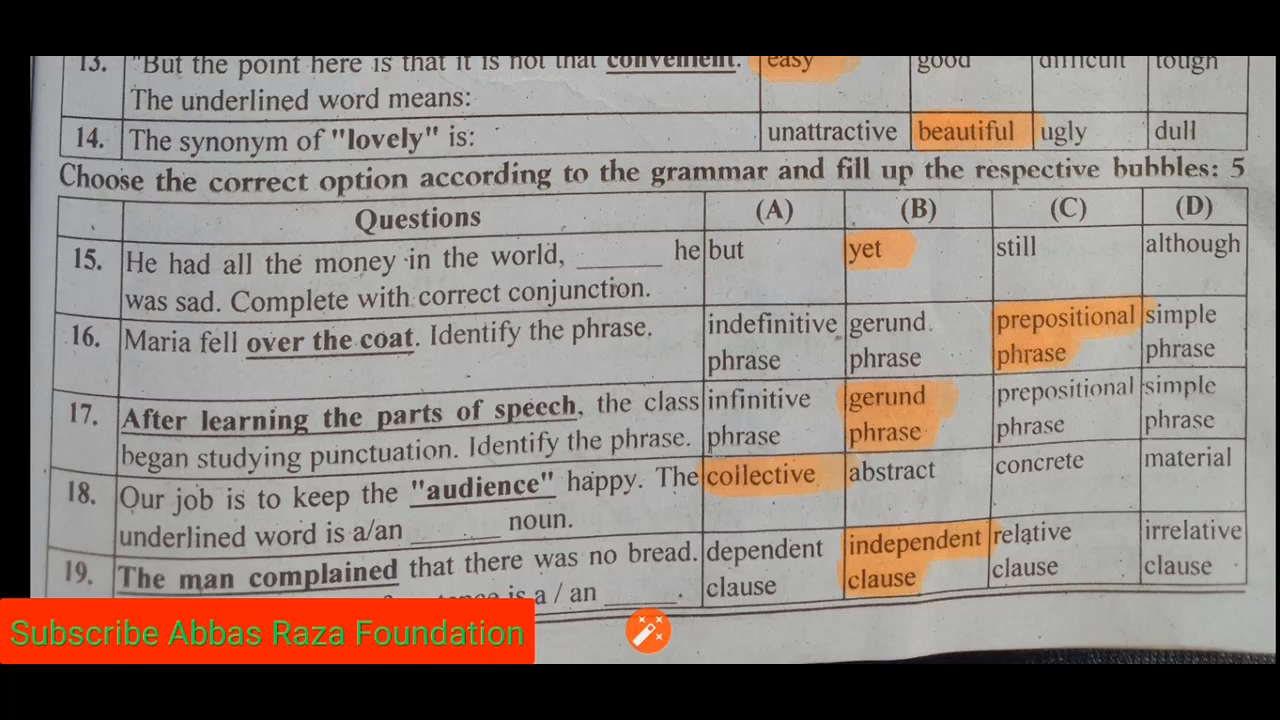 13. "But the point here is that it is not that convenient. easy good difficult tough
The underlined word means:
14. The synonym of "lovely" is: unattractive beautiful ugly dull
Choose the correct option according to the grammar and fill up the respective bubbles: 5
Questions (A) (B) (C) (D)
15. He had all the money in the world, ______ he but yet still although
was sad. Complete with correct conjunction.
16. Maria fell over the coat. Identify the phrase. indefinitive gerund prepositional simple
phrase phrase phrase phrase
17. After learning the parts of speech, the class infinitive gerund prepositional simple
began studying punctuation. Identify the phrase. phrase phrase phrase phrase
18. Our job is to keep the "audience" happy. The collective abstract concrete material
underlined word is a/an ______ noun.
19. The man complained that there was no bread. dependent independent relative irrelative
is a / an ______. clause clause clause clause
Subscribe Abbas Raza Foundation